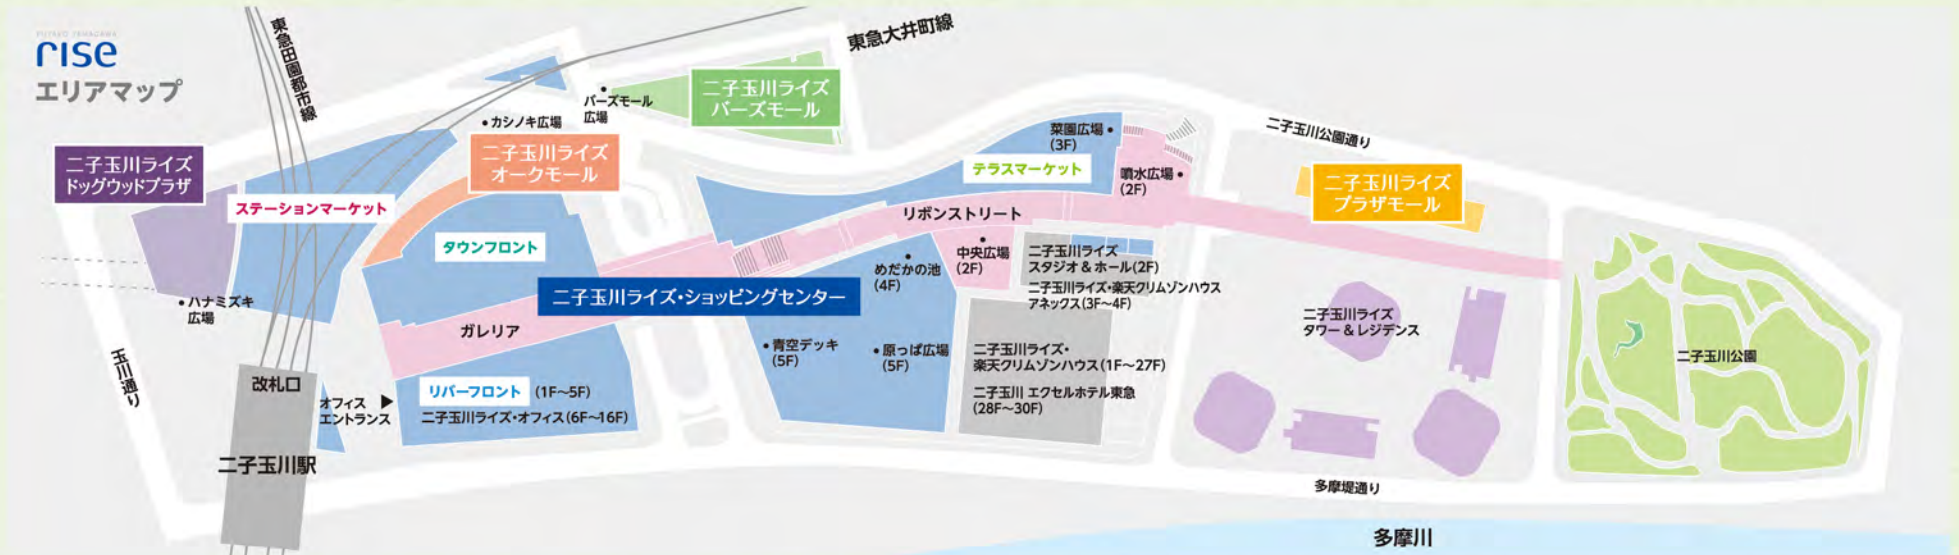 FUTAKO TAMAGAWA
rise
エリアマップ
東急田園都市線
東急大井町線
二子玉川ライズ
バーズモール
バーズモール
広場
カシノキ広場
二子玉川ライズ
オークモール
二子玉川ライズ
ドッグウッドプラザ
ステーションマーケット
タウンフロント
ハナミズキ
広場
玉川通り
改札口
オフィス
エントランス
二子玉川駅
ガレリア
リバーフロント (1F〜5F)
二子玉川ライズ・オフィス(6F〜16F)
二子玉川ライズ・ショッピングセンター
菜園広場
(3F)
テラスマーケット
噴水広場
(2F)
リボンストリート
中央広場
(2F)
めだかの池
(4F)
青空デッキ
(5F)
原っぱ広場
(5F)
二子玉川ライズ
スタジオ & ホール(2F)
二子玉川ライズ・楽天クリムゾンハウス
アネックス(3F〜4F)
二子玉川ライズ・
楽天クリムゾンハウス(1F〜27F)
二子玉川 エクセルホテル東急
(28F〜30F)
二子玉川公園通り
二子玉川ライズ
プラザモール
二子玉川ライズ
タワー & レジデンス
二子玉川公園
多摩堤通り
多摩川